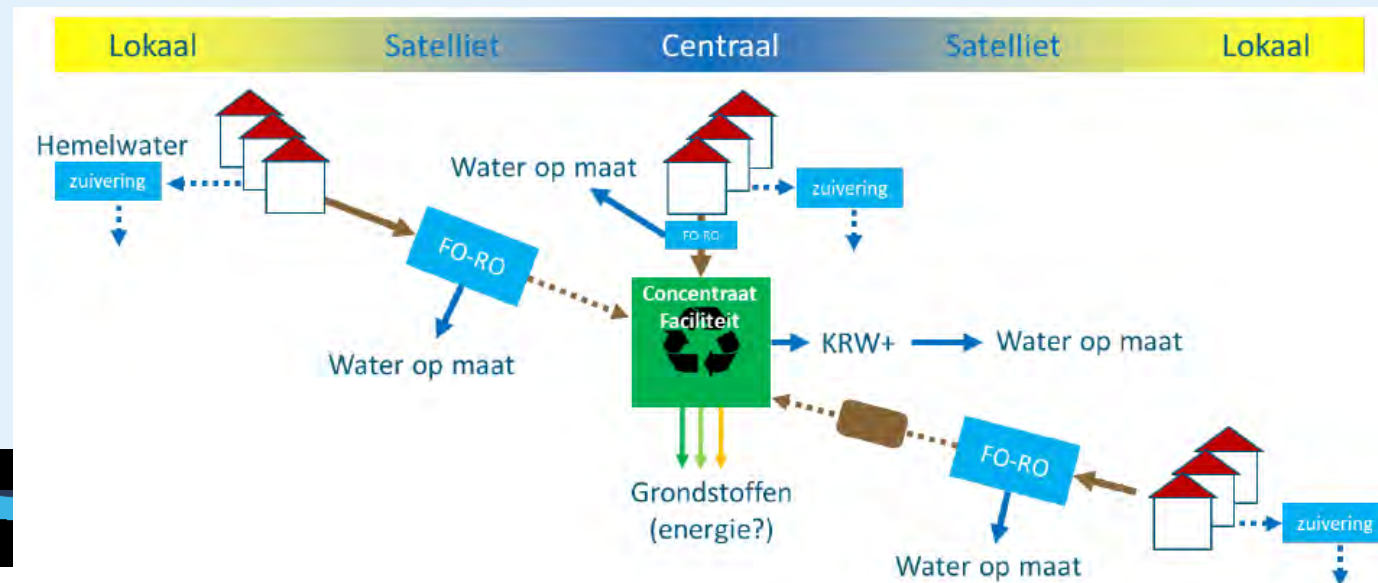 Lokaal
Satelliet
Centraal
Satelliet
Lokaal
Hemelwater
zuivering
Water op maat
zuivering
FO-RO
FO-RO
Concentraat
Faciliteit
Water op maat
KRW+
Water op maat
Grondstoffen
(energie?)
FO-RO
zuivering
Water op maat